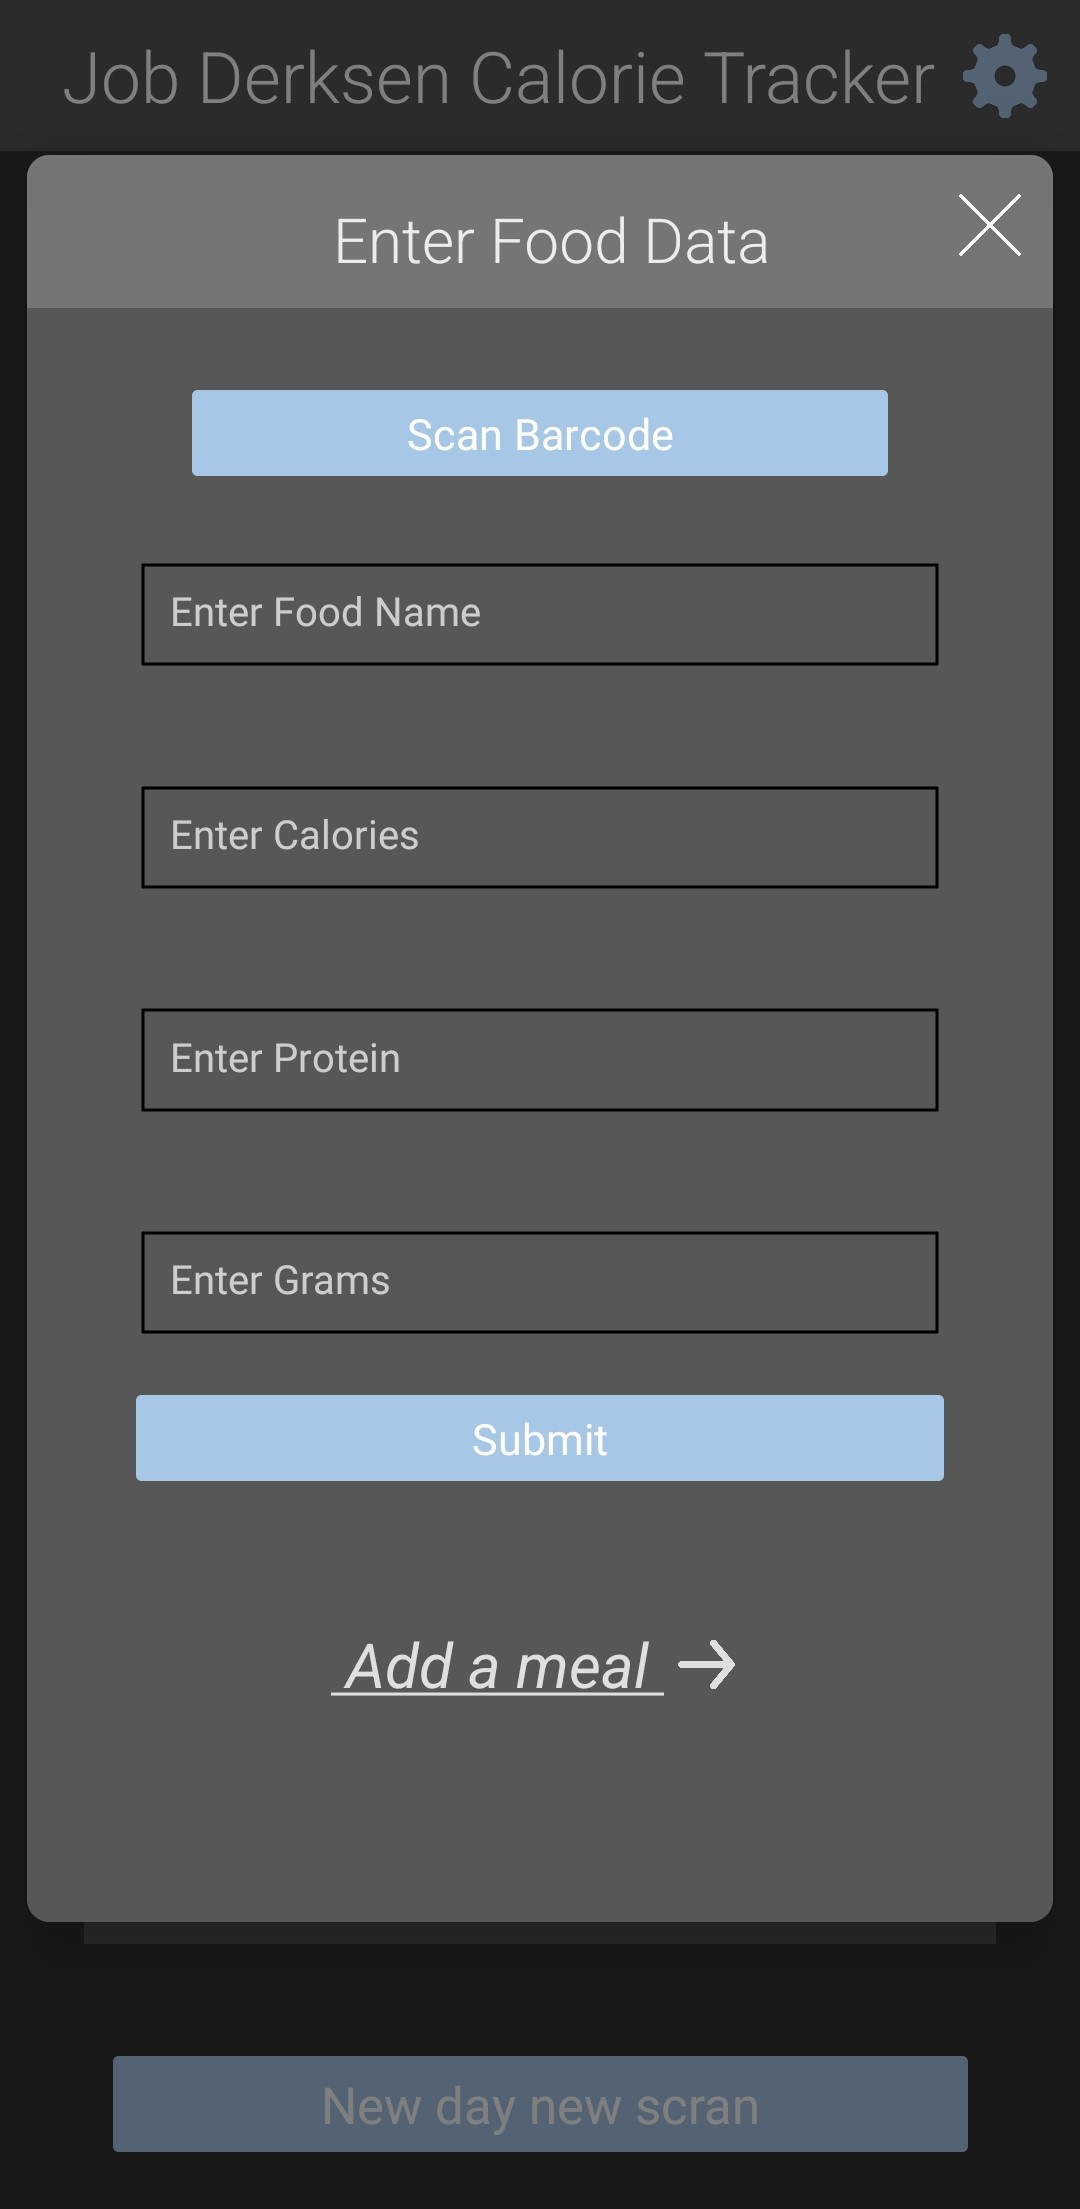 Job Derksen Calorie Tracker
Enter Food Data
Scan Barcode
Enter Food Name
Enter Calories
Enter Protein
Enter Grams
Submit
Add a meal
New day new scran